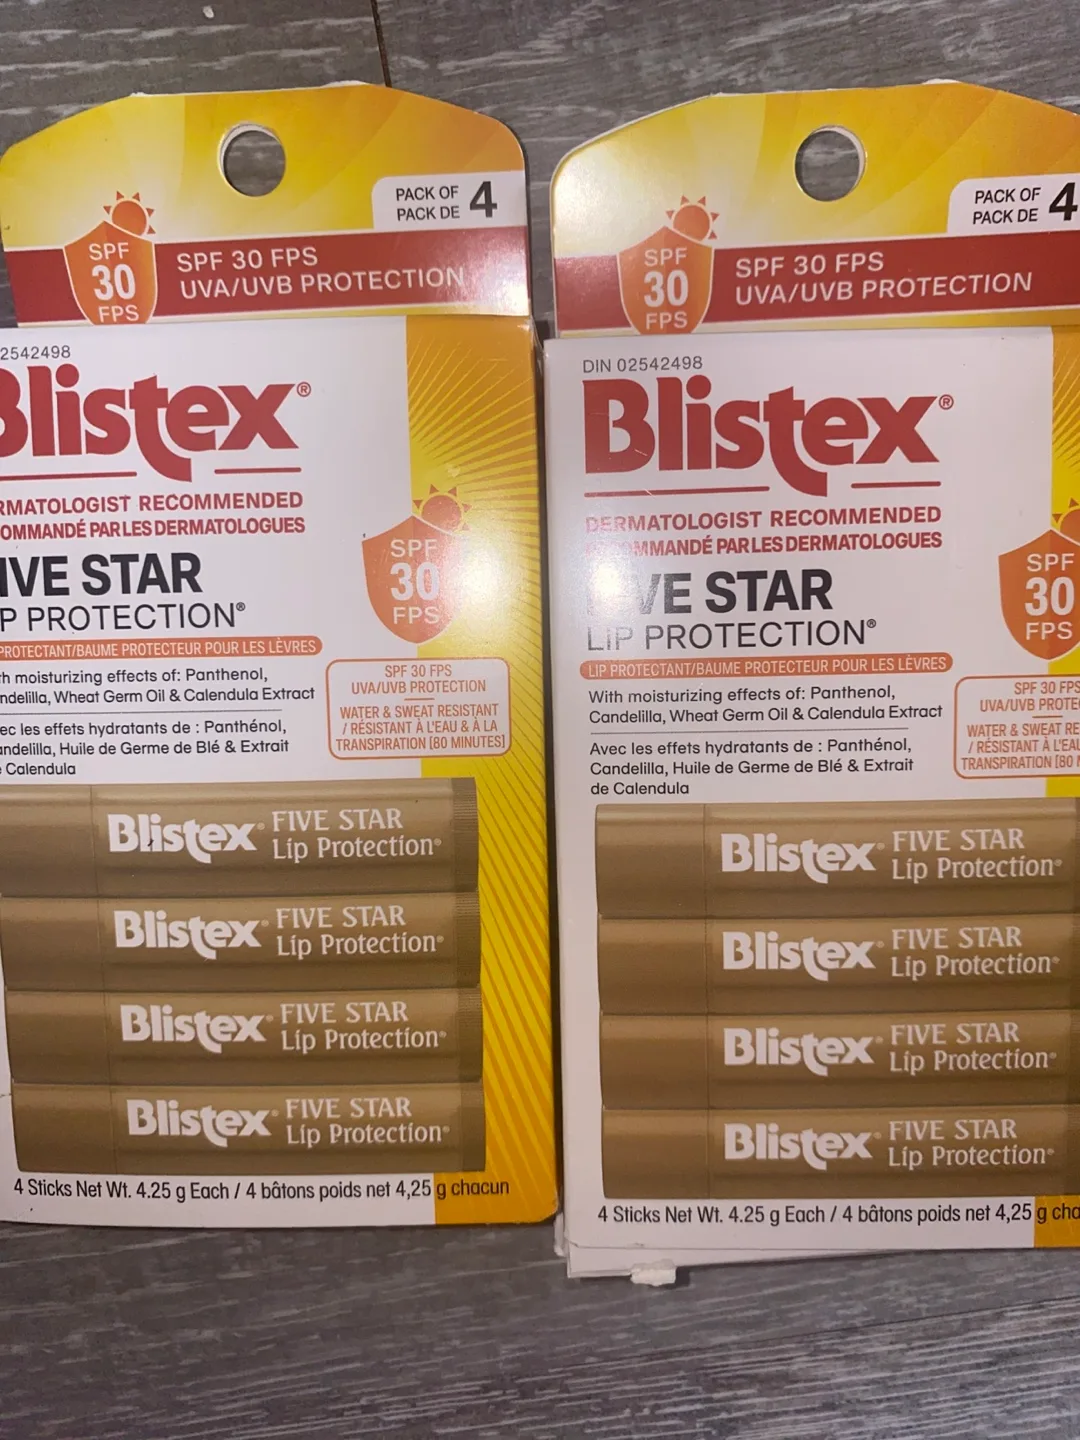 PACK OF 4
PACK DE
SPF
30
FPS
SPF 30 FPS
UVA/UVB PROTECTION
2542498
Blistex®
RMATOLOGIST RECOMMENDED
OMMANDÉ PAR LES DERMATOLOGUES
IVE STAR
P PROTECTION®
PROTECTANT/BAUME PROTECTEUR POUR LES LÈVRES
th moisturizing effects of: Panthenol,
ndelilla, Wheat Germ Oil & Calendula Extract
ec les effets hydratants de : Panthénol,
andelilla, Huile de Germe de Blé & Extrait
Calendula
SPF
30
FPS
SPF 30 FPS
UVA/UVB PROTECTION
WATER & SWEAT RESISTANT
/ RÉSISTANT À L'EAU & À LA
TRANSPIRATION [80 MINUTES]
Blistex® FIVE STAR
Lip Protection®
Blistex® FIVE STAR
Lip Protection®
Blistex® FIVE STAR
Lip Protection®
Blistex® FIVE STAR
Lip Protection®
4 Sticks Net Wt. 4.25 g Each / 4 bâtons poids net 4,25 g chacun
PACK OF 4
PACK DE
SPF
30
FPS
SPF 30 FPS
UVA/UVB PROTECTION
DIN 02542498
Blistex®
DERMATOLOGIST RECOMMENDED
OMMANDÉ PAR LES DERMATOLOGUES
VE STAR
LIP PROTECTION®
LIP PROTECTANT/BAUME PROTECTEUR POUR LES LÈVRES
With moisturizing effects of: Panthenol,
Candelilla, Wheat Germ Oil & Calendula Extract
Avec les effets hydratants de : Panthénol,
Candelilla, Huile de Germe de Blé & Extrait
de Calendula
SPF
30
FPS
SPF 30 FPS
UVA/UVB PROTE
WATER & SWEAT RE
/ RÉSISTANT À L'EAU
TRANSPIRATION [80 M
Blistex® FIVE STAR
Lip Protection®
Blistex® FIVE STAR
Lip Protection®
Blistex® FIVE STAR
Lip Protection®
Blistex® FIVE STAR
Lip Protection®
4 Sticks Net Wt. 4.25 g Each / 4 bâtons poids net 4,25 g cha